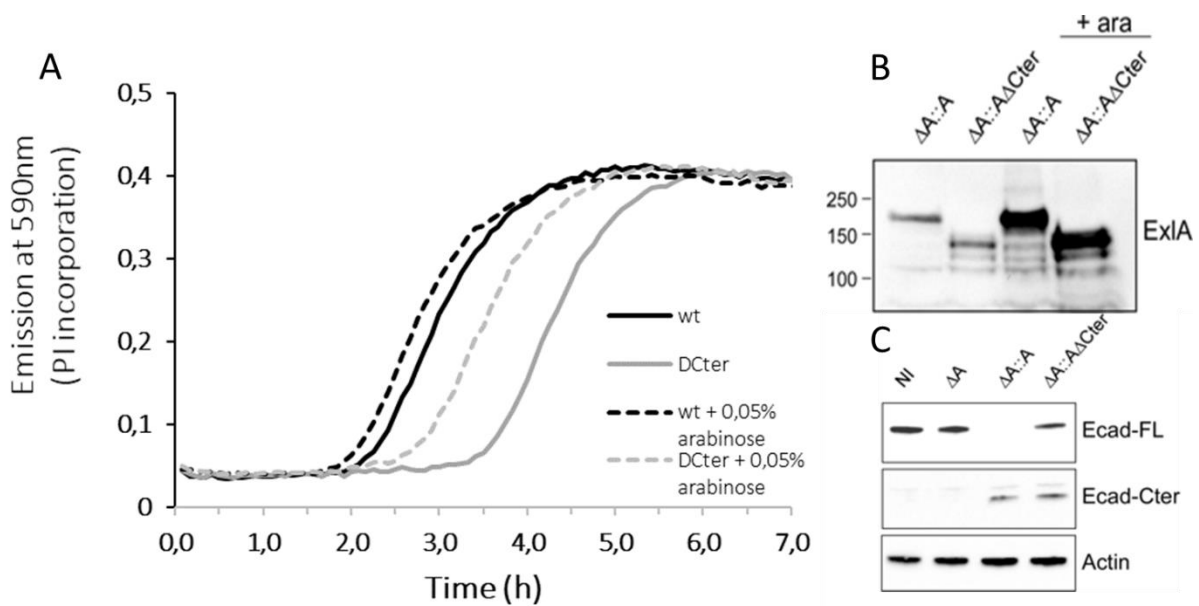 A
Emission at 590nm
(PI incorporation)
0,5
0,4
0,3
0,2
0,1
0
0,0 1,0 2,0 3,0 4,0 5,0 6,0 7,0
Time (h)
wt
DCter
wt + 0,05%
arabinose
DCter + 0,05%
arabinose
B
+ ara
ΔA::A ΔA::AΔCter ΔA::A ΔA::AΔCter
250
150
100
ExlA
C
NI ΔA ΔA::A ΔA::AΔCter
Ecad-FL
Ecad-Cter
Actin